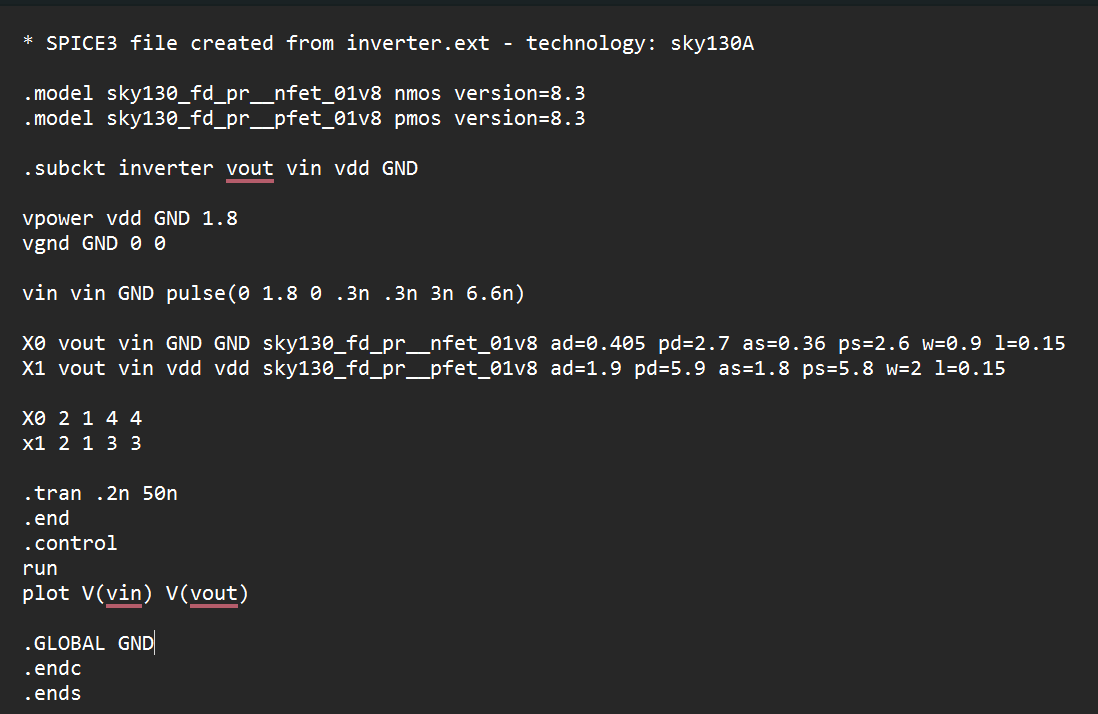 * SPICE3 file created from inverter.ext - technology: sky130A
.model sky130_fd_pr__nfet_01v8 nmos version=8.3
.model sky130_fd_pr__pfet_01v8 pmos version=8.3
.subckt inverter vout vin vdd GND
vpower vdd GND 1.8
vgnd GND 0 0
vin vin GND pulse(0 1.8 0 .3n .3n 3n 6.6n)
X0 vout vin GND GND sky130_fd_pr__nfet_01v8 ad=0.405 pd=2.7 as=0.36 ps=2.6 w=0.9 l=0.15
X1 vout vin vdd vdd sky130_fd_pr__pfet_01v8 ad=1.9 pd=5.9 as=1.8 ps=5.8 w=2 l=0.15
X0 2 1 4 4
x1 2 1 3 3
.tran .2n 50n
.end
.control
run
plot V(vin) V(vout)
.GLOBAL GND
.endc
.ends